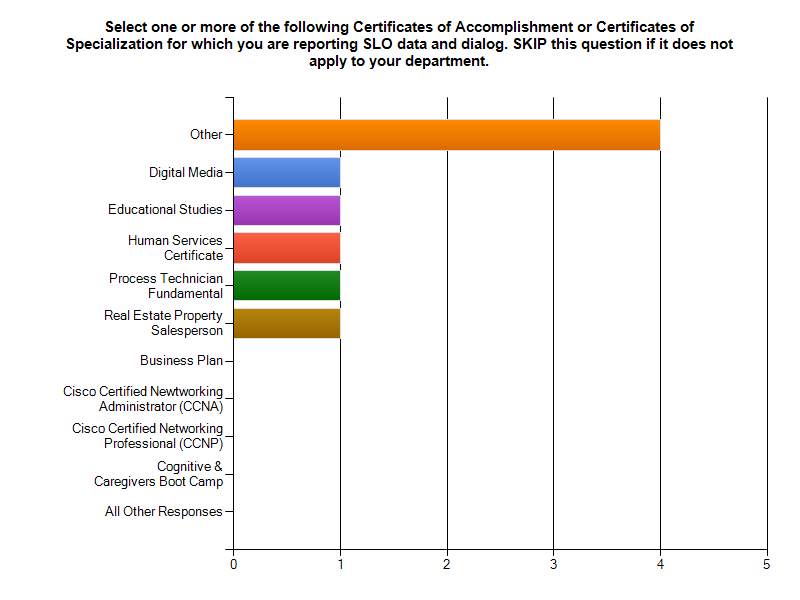 Select one or more of the following Certificates of Accomplishment or Certificates of
Specialization for which you are reporting SLO data and dialog. SKIP this question if it does not
apply to your department.
Other
Digital Media
Educational Studies
Human Services
Certificate
Process Technician
Fundamental
Real Estate Property
Salesperson
Business Plan
Cisco Certified Newtworking
Administrator (CCNA)
Cisco Certified Networking
Professional (CCNP)
Cognitive &
Caregivers Boot Camp
All Other Responses
0 1 2 3 4 5